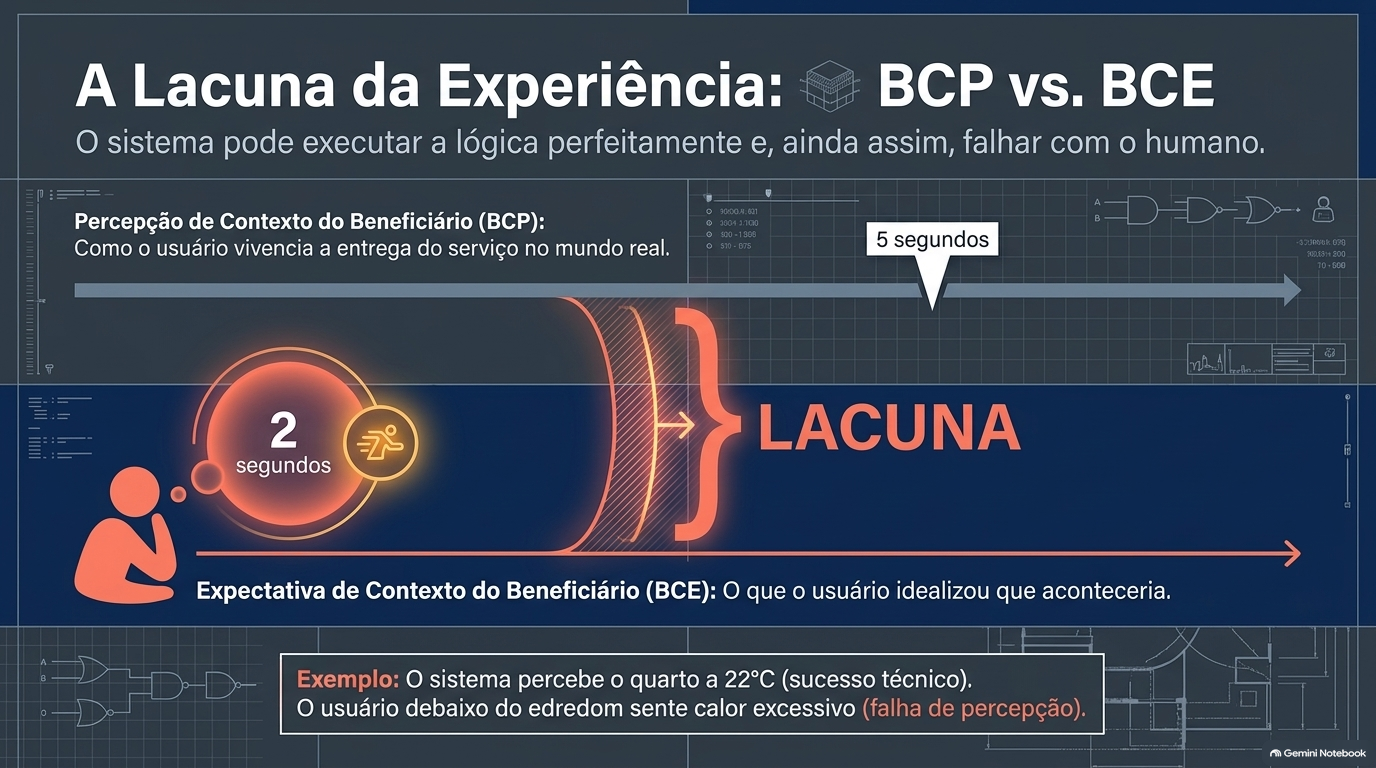 A Lacuna da Experiência: BCP vs. BCE
O sistema pode executar a lógica perfeitamente e, ainda assim, falhar com o humano.
Percepção de Contexto do Beneficiário (BCP):
Como o usuário vivencia a entrega do serviço no mundo real.
A
B
5 segundos
2
segundos
LACUNA
Expectativa de Contexto do Beneficiário (BCE): O que o usuário idealizou que aconteceria.
A
B
Exemplo: O sistema percebe o quarto a 22°C (sucesso técnico).
O usuário debaixo do edredom sente calor excessivo (falha de percepção).
Gemini Notebook